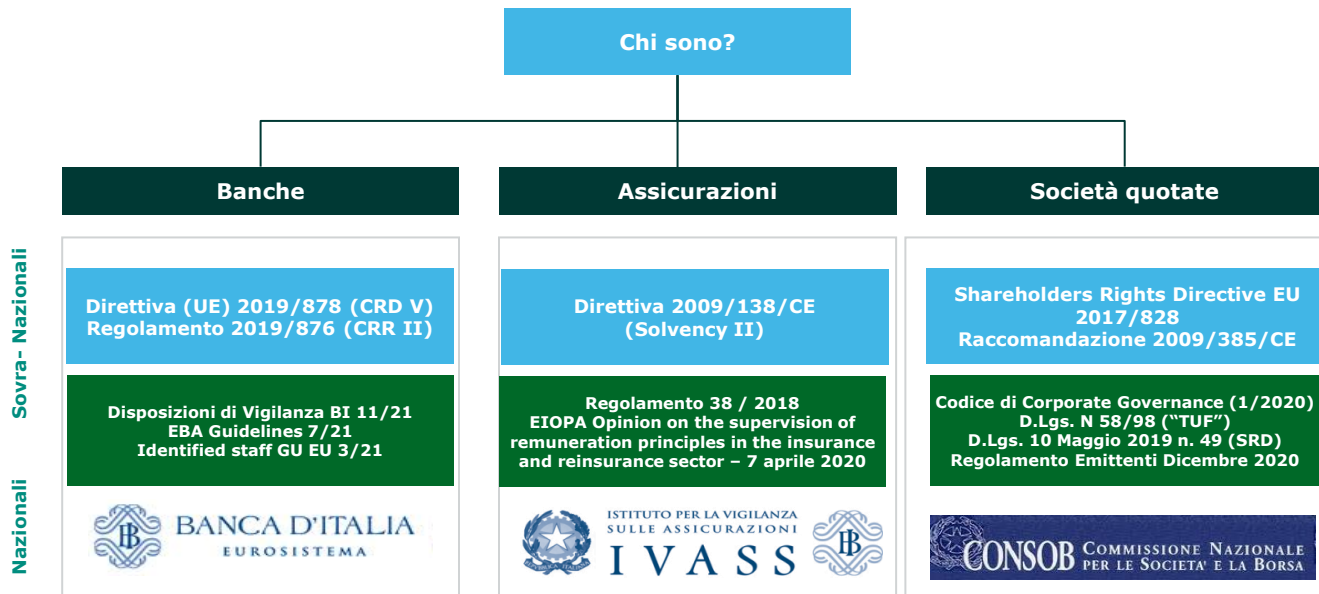 Chi sono?
Banche
Assicurazioni
Società quotate
Sovra- Nazionali
Direttiva (UE) 2019/878 (CRD V)
Regolamento 2019/876 (CRR II)
Direttiva 2009/138/CE
(Solvency II)
Shareholders Rights Directive EU
2017/828
Raccomandazione 2009/385/CE
Nazionali
Disposizioni di Vigilanza BI 11/21
EBA Guidelines 7/21
Identified staff GU EU 3/21
Regolamento 38 / 2018
EIOPA Opinion on the supervision of
remuneration principles in the insurance
and reinsurance sector – 7 aprile 2020
Codice di Corporate Governance (1/2020)
D.Lgs. N 58/98 (“TUF”)
D.Lgs. 10 Maggio 2019 n. 49 (SRD)
Regolamento Emittenti Dicembre 2020
BANCA D'ITALIA
EUROSISTEMA
ISTITUTO PER LA VIGILANZA
SULLE ASSICURAZIONI
IVASS
CONSOB COMMISSIONE NAZIONALE
PER LE SOCIETA' E LA BORSA